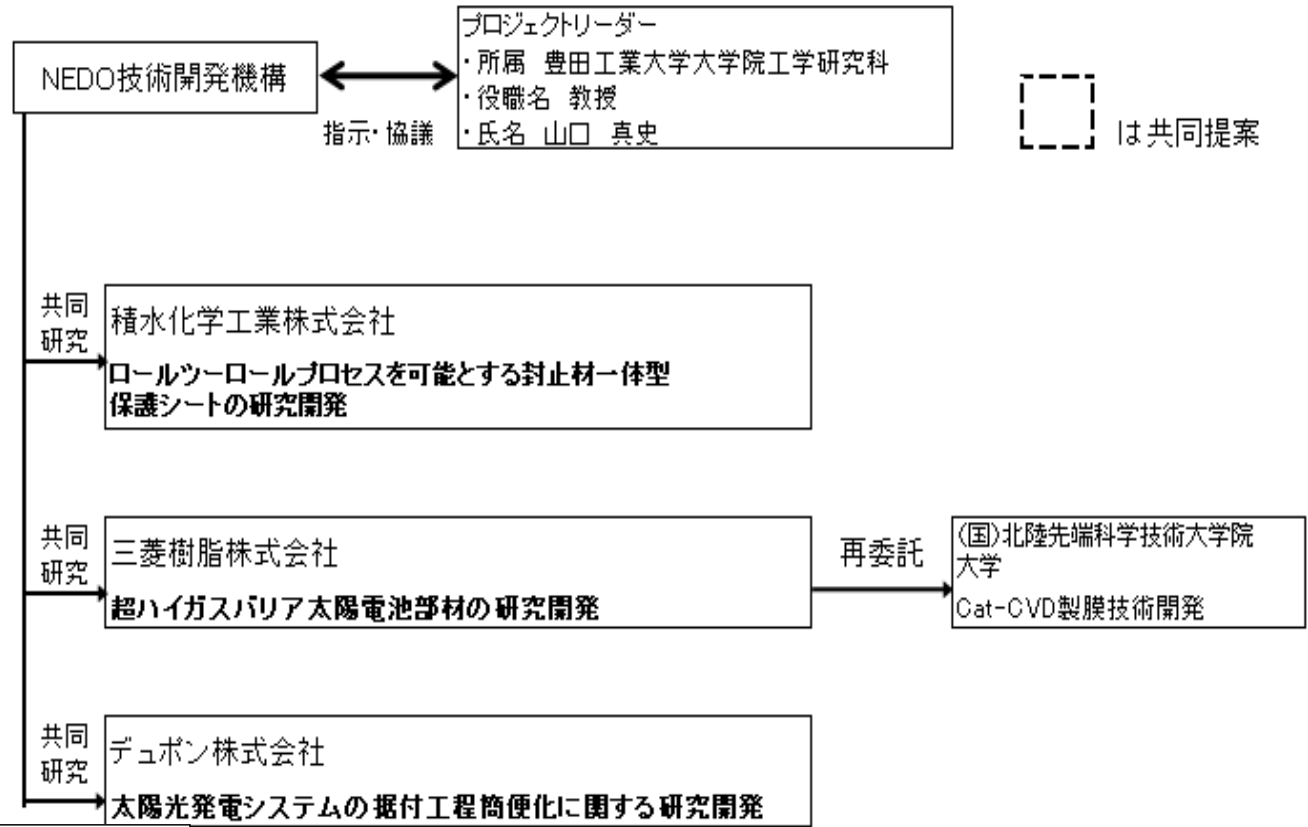 プロジェクトリーダー
・所属 豊田工業大学大学院工学研究科
・役職名 教授
・氏名 山口 真史
NEDO技術開発機構
指示・協議
は共同提案
共同
研究
積水化学工業株式会社
ロールツーロールプロセスを可能とする封止材一体型
保護シートの研究開発
共同
研究
三菱樹脂株式会社
超ハイガスバリア太陽電池部材の研究開発
再委託
(国)北陸先端科学技術大学院
大学
Cat-CVD製膜技術開発
共同
研究
デュポン株式会社
太陽光発電システムの据付工程簡便化に関する研究開発